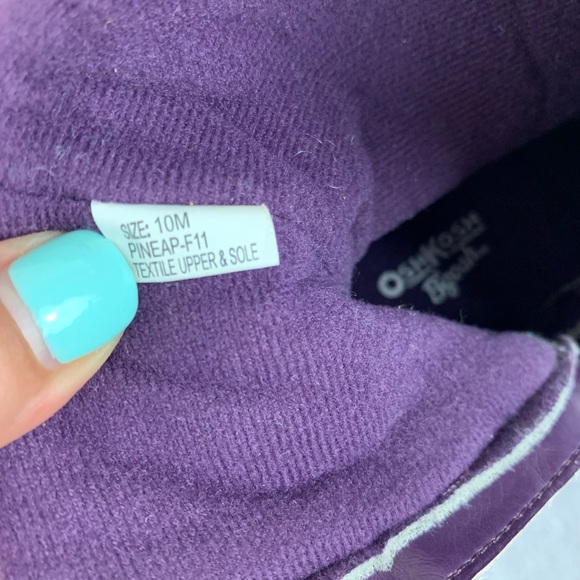 SIZE: 10M
PINEAP-F11
TEXTILE UPPER & SOLE
OSHKOSH
B'gosh